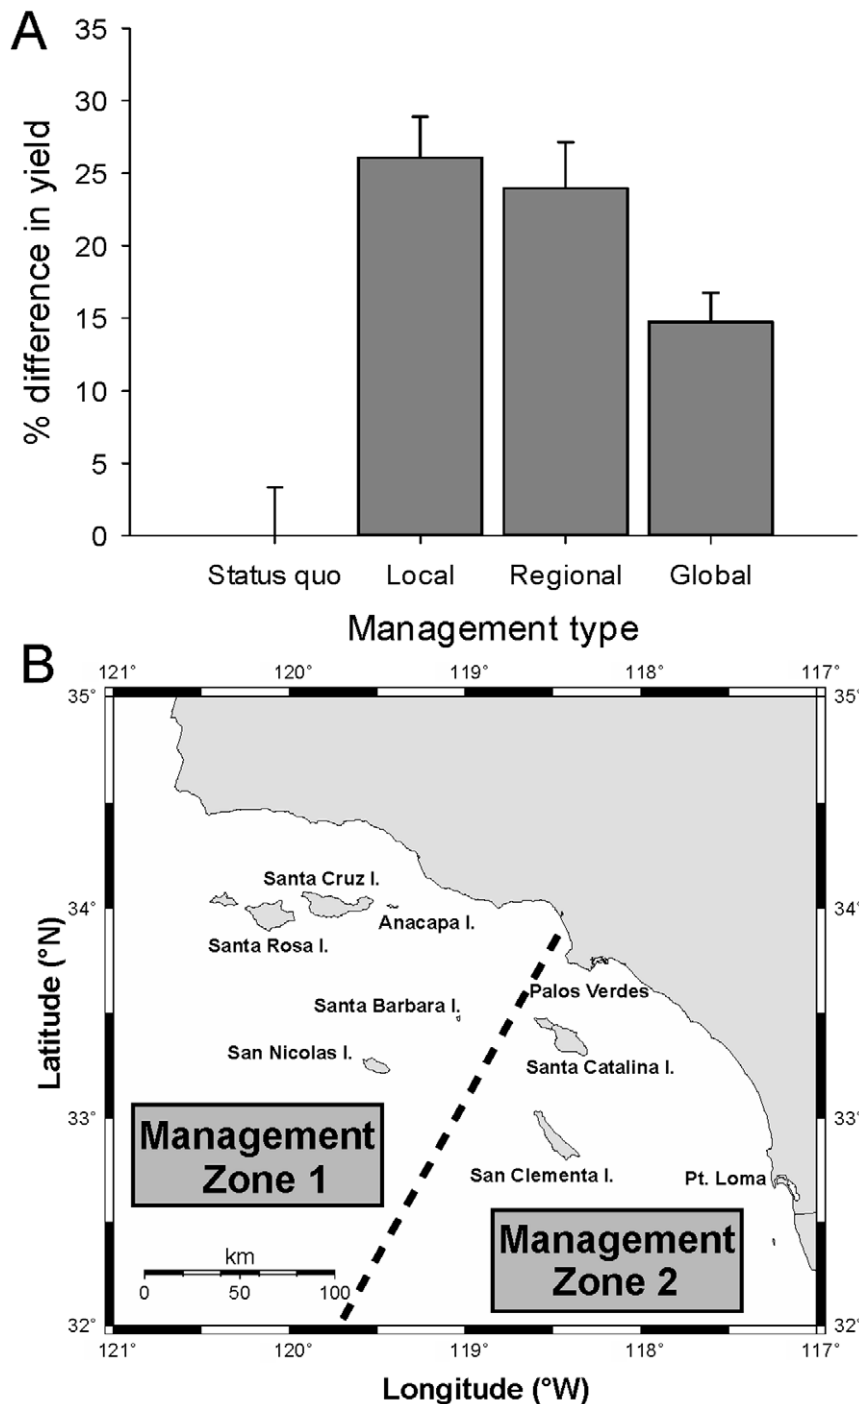 A
% difference in yield
35
30
25
20
15
10
5
0
Status quo Local Regional Global
Management type
B
121° 120° 119° 118° 117°
35° 35°
Latitude (°N)
Santa Cruz I.
34° 34°
Anacapa I.
Santa Rosa I.
Palos Verdes
Santa Barbara I.
San Nicolas I.
Santa Catalina I.
33° 33°
Management
Zone 1
San Clementa I.
Pt. Loma
Management
Zone 2
km
0 50 100
32° 32°
121° 120° 119° 118° 117°
Longitude (°W)